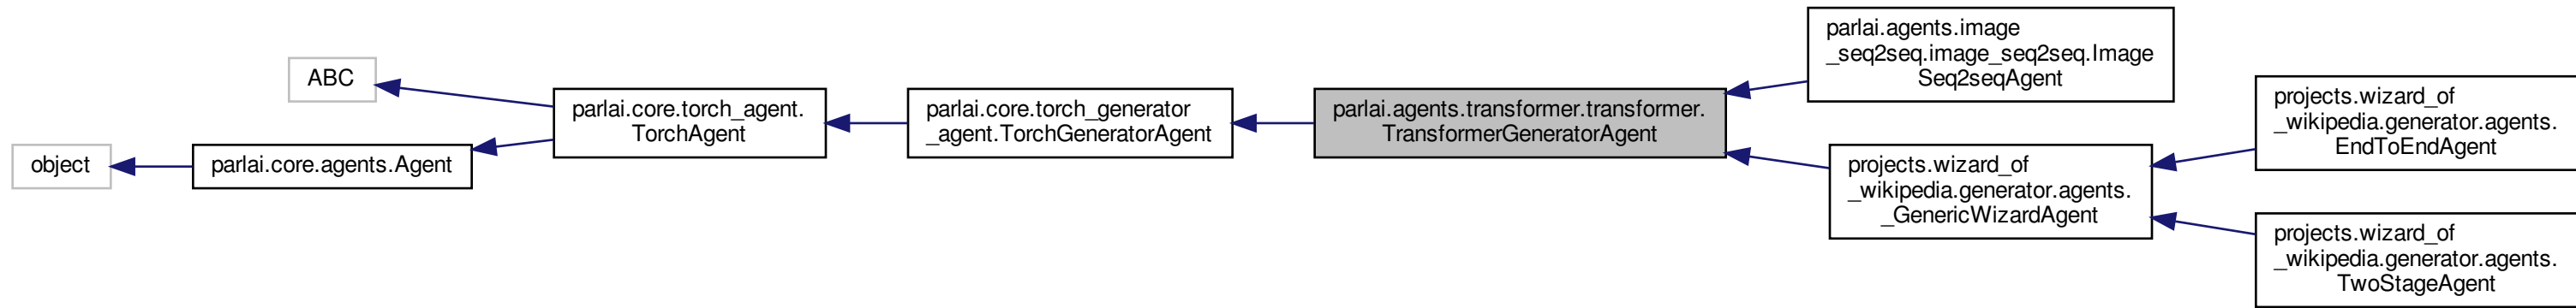 object
parlai.core.agents.Agent
ABC
parlai.core.torch_agent.
TorchAgent
parlai.core.torch_generator
_agent.TorchGeneratorAgent
parlai.agents.transformer.transformer.
TransformerGeneratorAgent
parlai.agents.image
_seq2seq.image_seq2seq.Image
Seq2seqAgent
projects.wizard_of
_wikipedia.generator.agents.
_GenericWizardAgent
projects.wizard_of
_wikipedia.generator.agents.
EndToEndAgent
projects.wizard_of
_wikipedia.generator.agents.
TwoStageAgent